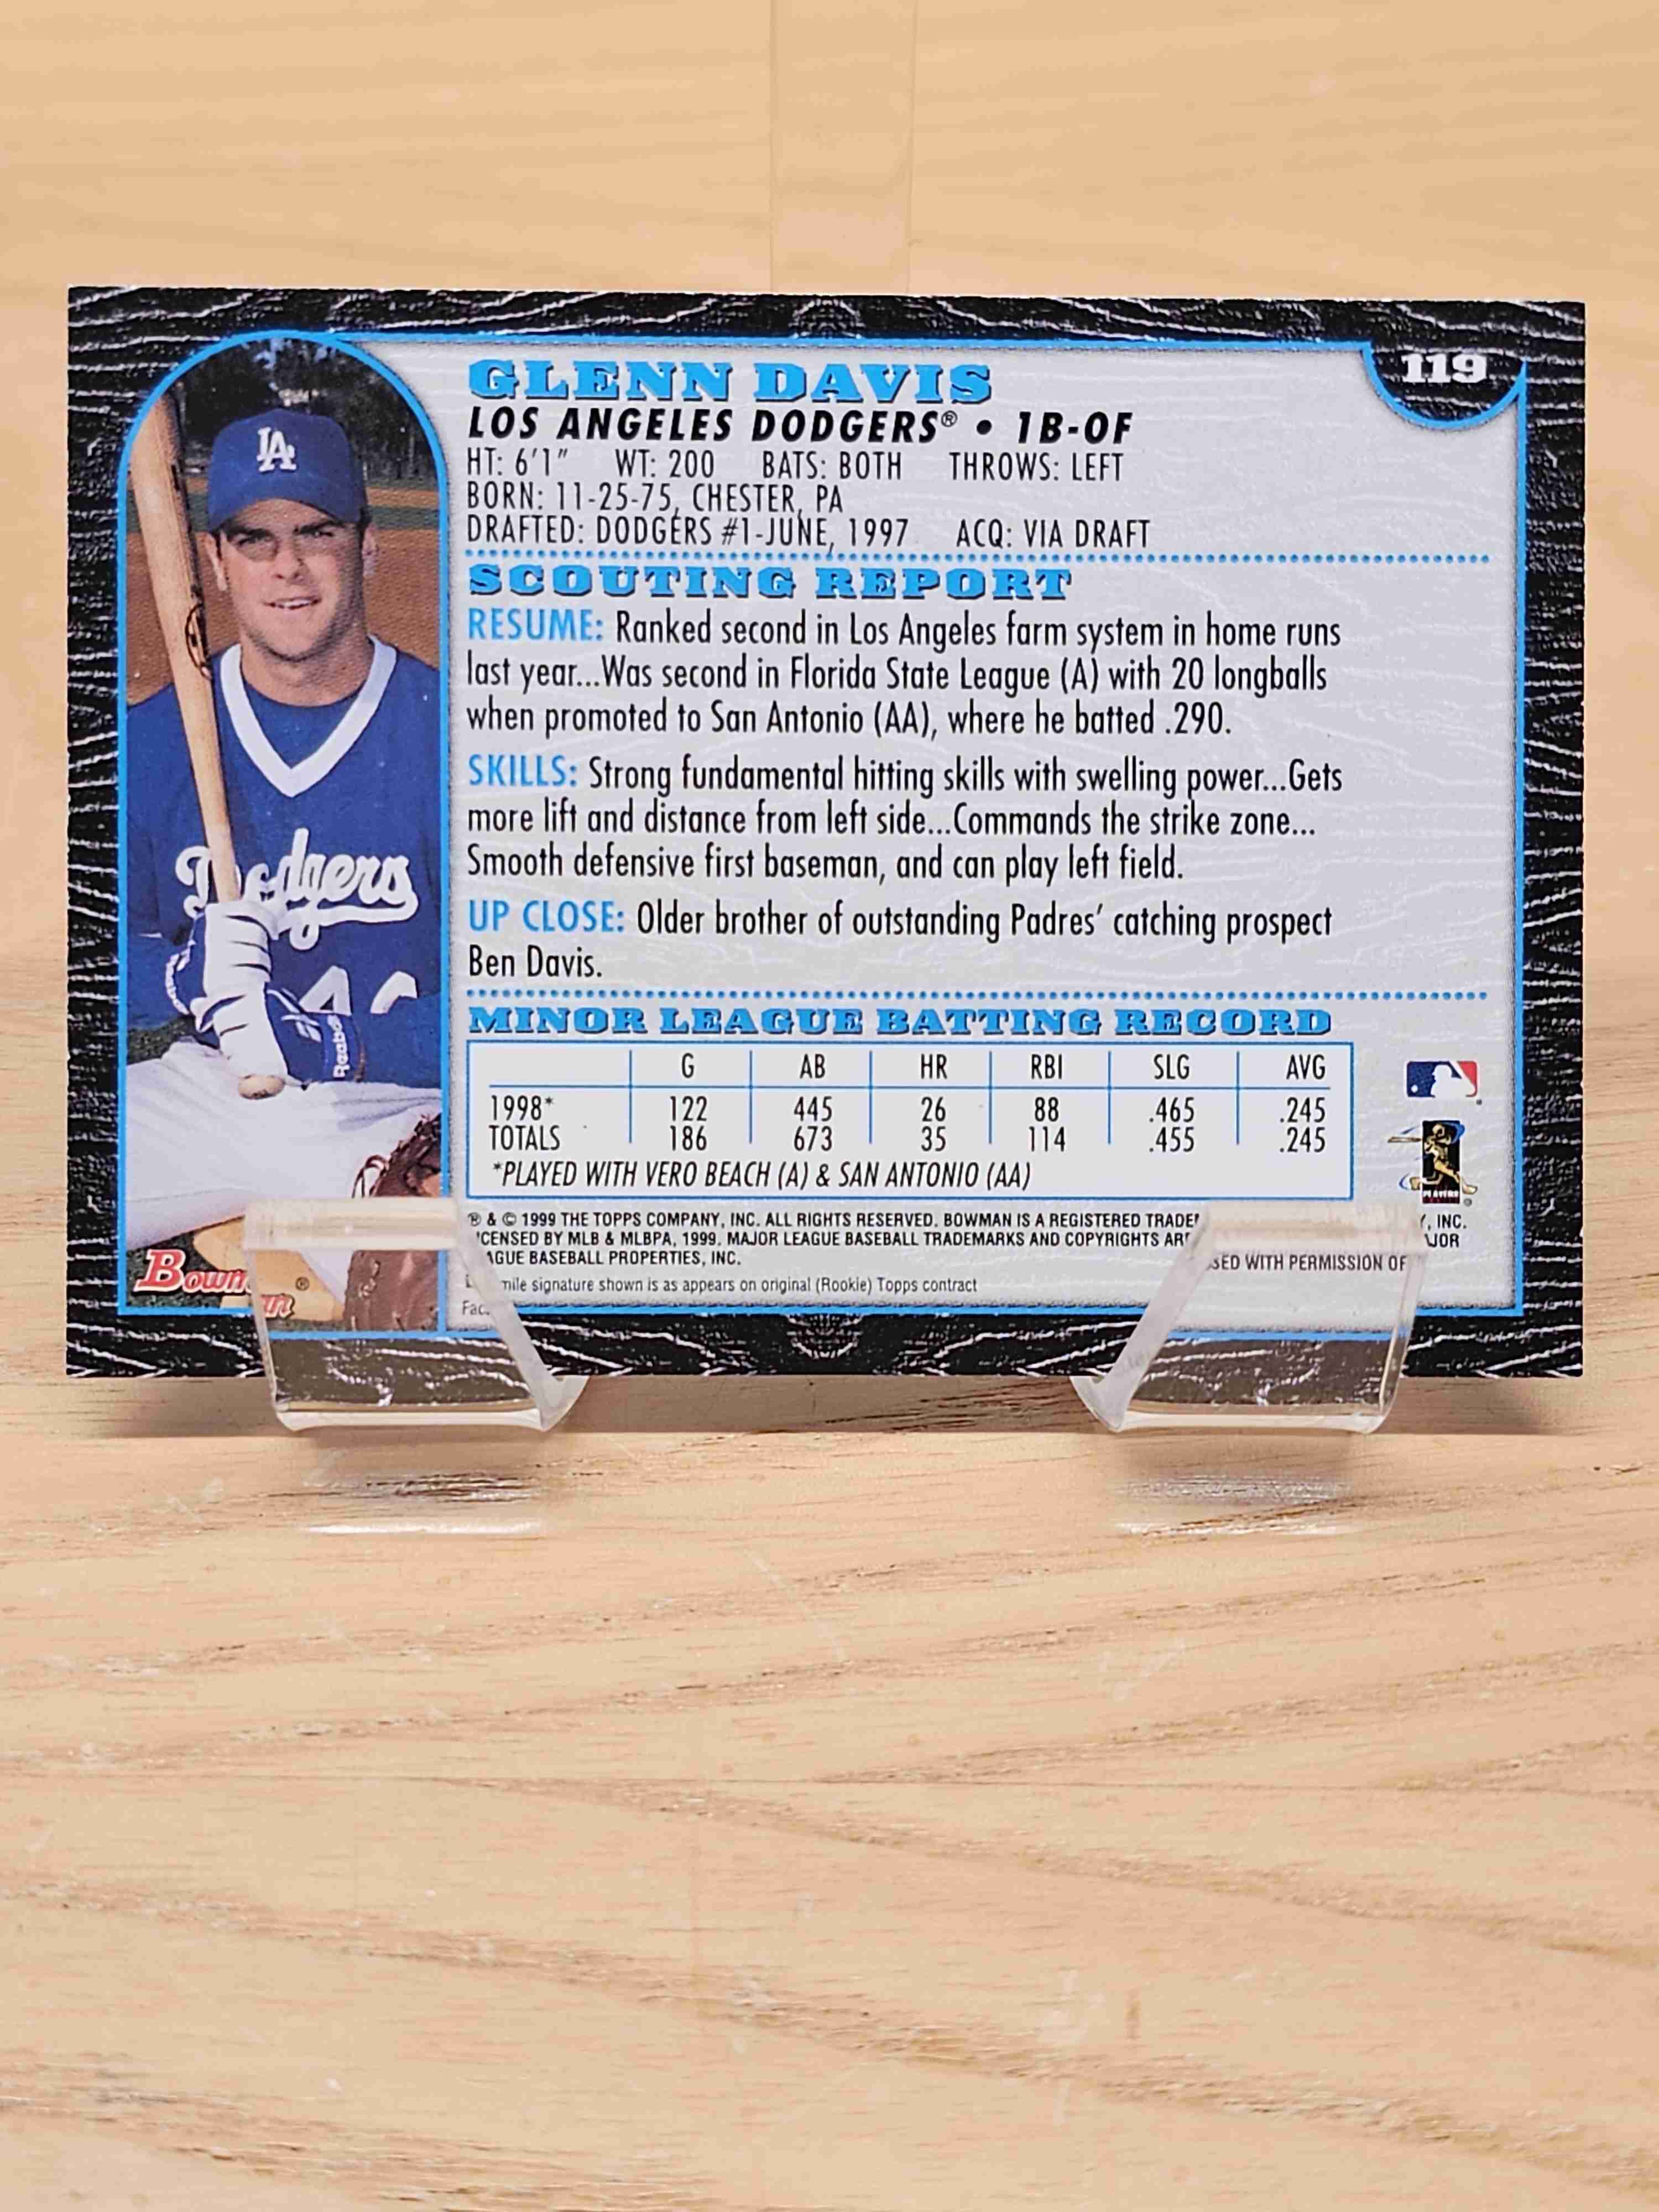 119
GLENN DAVIS
LOS ANGELES DODGERS® • 1B-OF
HT: 6'1" WT: 200 BATS: BOTH THROWS: LEFT
BORN: 11-25-75, CHESTER, PA
DRAFTED: DODGERS #1-JUNE, 1997 ACQ: VIA DRAFT
SCOUTING REPORT
RESUME: Ranked second in Los Angeles farm system in home runs
last year...Was second in Florida State League (A) with 20 longballs
when promoted to San Antonio (AA), where he batted .290.
SKILLS: Strong fundamental hitting skills with swelling power...Gets
more lift and distance from left side...Commands the strike zone...
Smooth defensive first baseman, and can play left field.
UP CLOSE: Older brother of outstanding Padres' catching prospect
Ben Davis.
MINOR LEAGUE BATTING RECORD
G AB HR RBI SLG AVG
1998* 122 445 26 88 .465 .245
TOTALS 186 673 35 114 .455 .245
*PLAYED WITH VERO BEACH (A) & SAN ANTONIO (AA)
® & © 1999 THE TOPPS COMPANY, INC. ALL RIGHTS RESERVED. BOWMAN IS A REGISTERED , INC.
BY MLB & MLBPA, 1999. MAJOR LEAGUE BASEBALL TRADEMARKS AND COPYRIGHTS
BASEBALL PROPERTIES, INC. WITH PERMISSION OF
signature shown is as appears on original (Rookie) Topps contract
LA
Dodgers
Reebok
Bowman®
PLAYERS